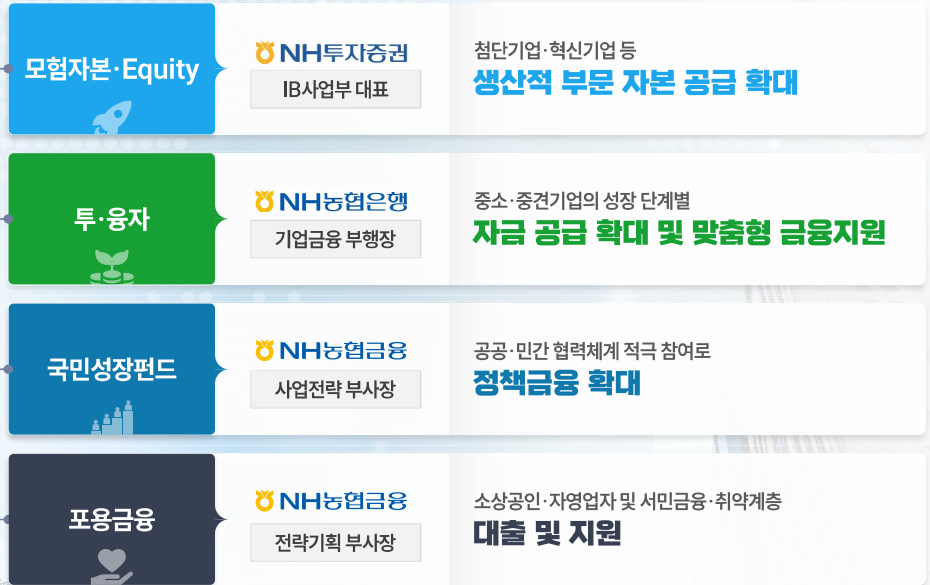 모험자본·Equity
NH투자증권
IB사업부 대표
첨단기업·혁신기업 등
생산적 부문 자본 공급 확대
투·융자
NH농협은행
기업금융 부행장
중소·중견기업의 성장 단계별
자금 공급 확대 및 맞춤형 금융지원
국민성장펀드
NH농협금융
사업전략 부사장
공공·민간 협력체계 적극 참여로
정책금융 확대
포용금융
NH농협금융
전략기획 부사장
소상공인·자영업자 및 서민금융·취약계층
대출 및 지원